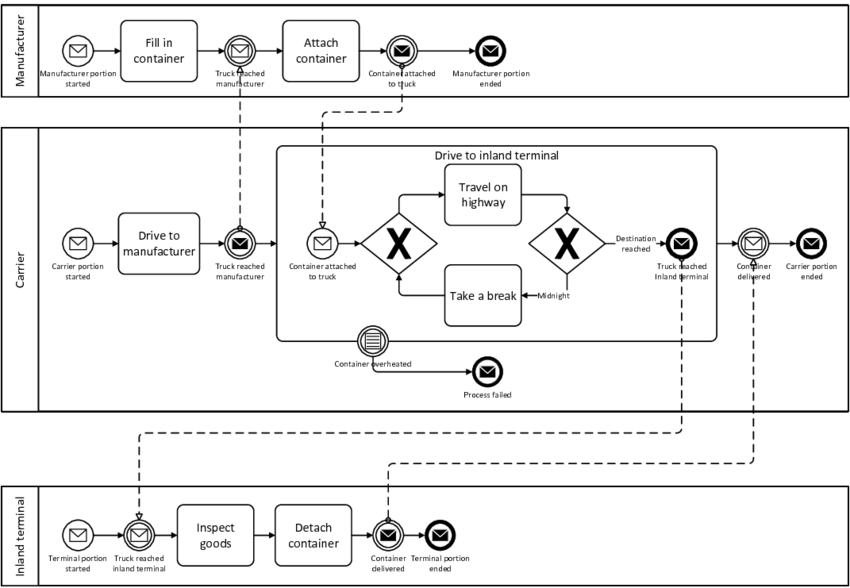 Manufacturer
Fill in
container
Attach
container
Manufacturer portion
started
Truck reached
manufacturer
Container attached
to truck
Manufacturer portion
ended
Carrier
Drive to inland terminal
Travel on
highway
Drive to
manufacturer
Destination
reached
Carrier portion
started
Truck reached
manufacturer
Container attached
to truck
Truck reached
Inland terminal
Container
delivered
Carrier portion
ended
Take a break
Midnight
Container overheated
Process failed
Inland terminal
Inspect
goods
Detach
container
Terminal portion
started
Truck reached
inland terminal
Container
delivered
Terminal portion
ended